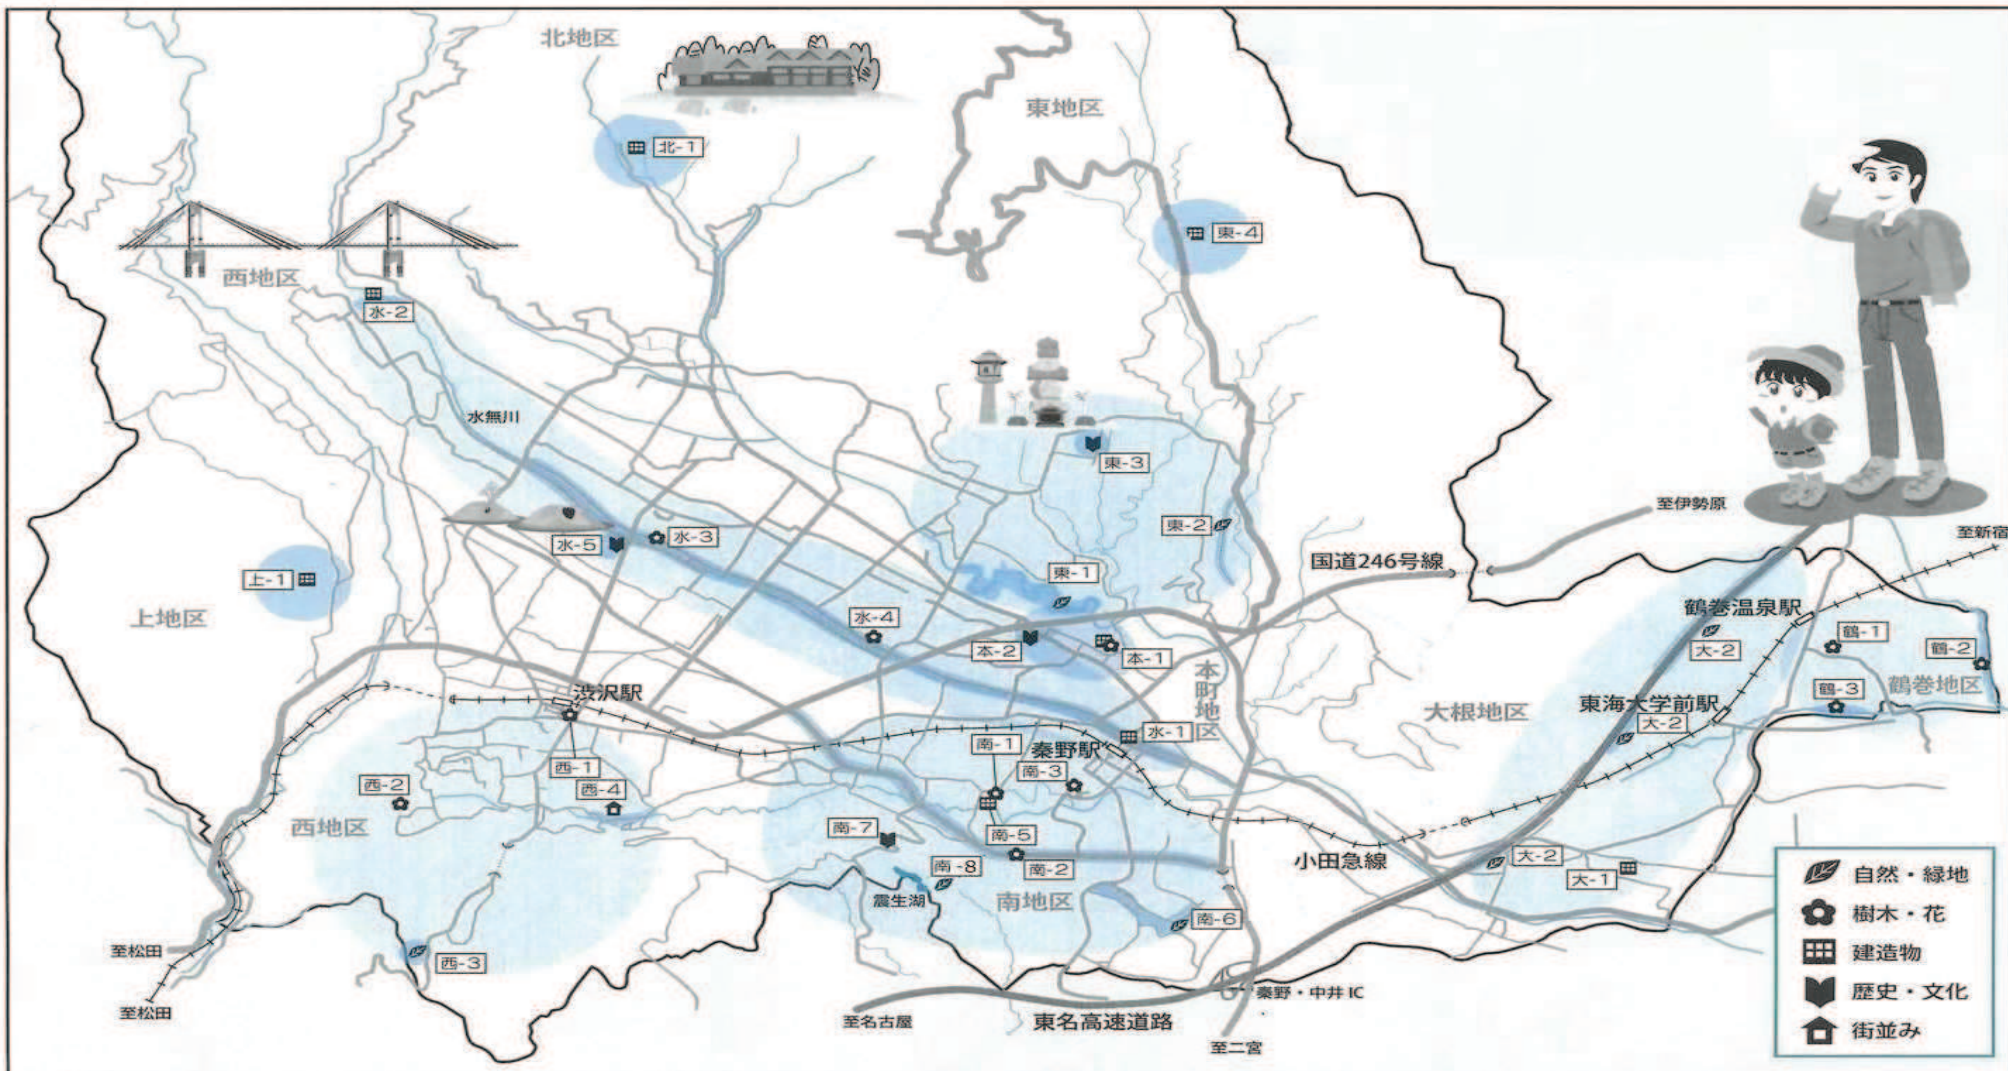 北地区
東地区
北-1
東-4
西地区
水-2
水無川
東-3
至伊勢原
東-2
至新宿
水-5
水-3
国道246号線
上-1
東-1
上地区
鶴巻温泉駅
水-4
鶴-1
本-2
本-1
大-2
鶴-2
渋沢駅
本町地区
鶴巻地区
鶴-3
東海大学前駅
大根地区
大-2
水-1
南-1
秦野駅
西-1
南-3
西-2
西-4
西地区
南-7
南-5
小田急線
大-2
南-8
南-2
大-1
震生湖
南地区
南-6
至松田
西-3
秦野・中井 IC
至松田
至名古屋
東名高速道路
至二宮
自然・緑地
樹木・花
建造物
歴史・文化
街並み